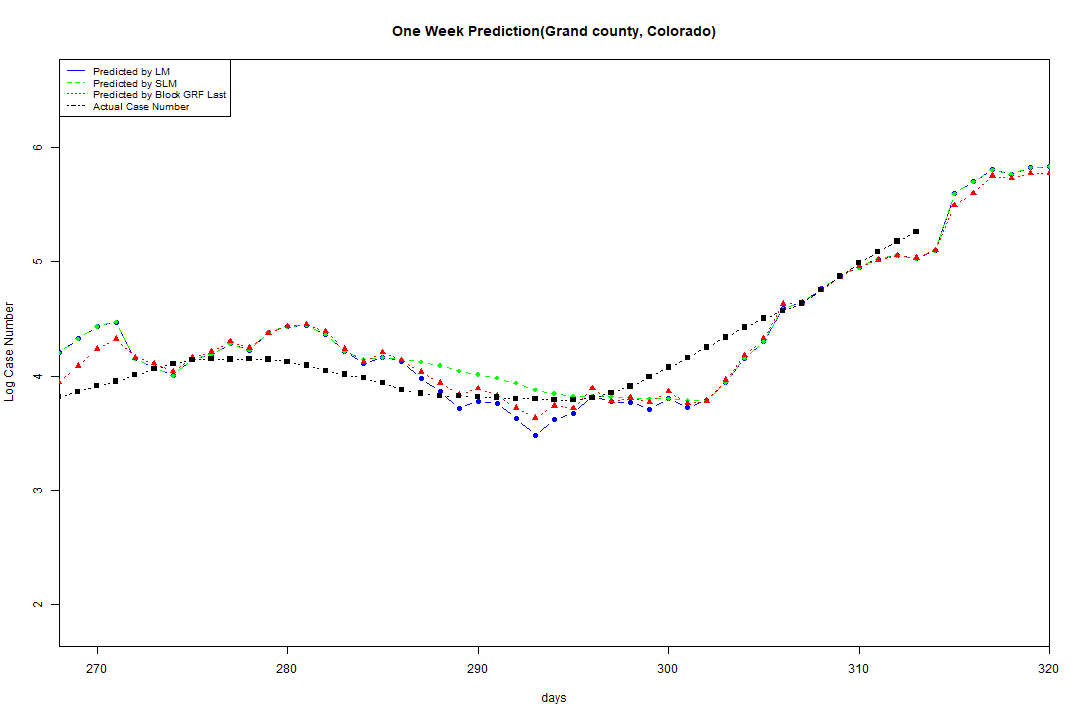 One Week Prediction(Grand county, Colorado)
Predicted by LM
Predicted by SLM
Predicted by Block GRF Last
Actual Case Number
Log Case Number
6
5
4
3
2
270 280 290 300 310 320
days